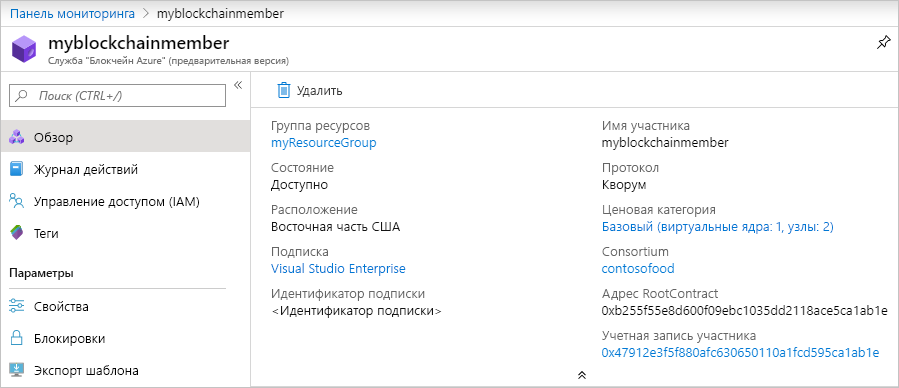 Панель мониторинга > myblockchainmember
myblockchainmember
Служба "Блокчейн Azure" (предварительная версия)
Поиск (CTRL+/)
«
Обзор
Журнал действий
Управление доступом (IAM)
Теги
Параметры
Свойства
Блокировки
Экспорт шаблона
Удалить
Группа ресурсов
myResourceGroup
Состояние
Доступно
Расположение
Восточная часть США
Подписка
Visual Studio Enterprise
Идентификатор подписки
<Идентификатор подписки>
Имя участника
myblockchainmember
Протокол
Кворум
Ценовая категория
Базовый (виртуальные ядра: 1, узлы: 2)
Consortium
contosofood
Адрес RootContract
0xb255f55e8d600f09ebc1035dd2118ace5ca1ab1e
Учетная запись участника
0x47912e3f5f880afc630650110a1fcd595ca1ab1e